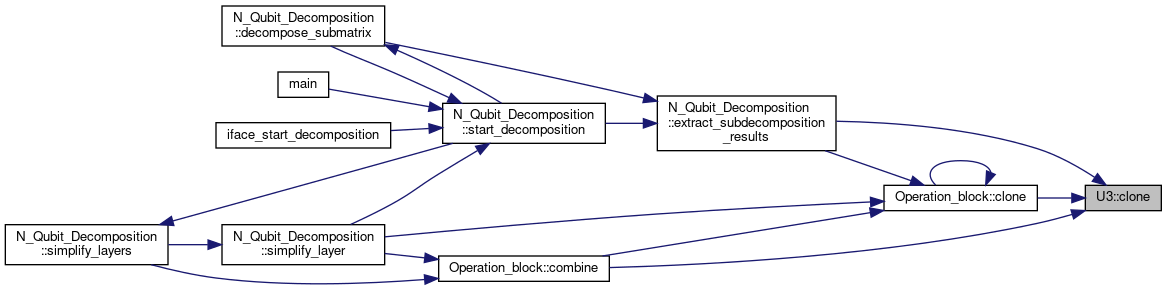 N_Qubit_Decomposition
::decompose_submatrix
main
iface_start_decomposition
N_Qubit_Decomposition
::start_decomposition
N_Qubit_Decomposition
::extract_subdecomposition
_results
Operation_block::clone
U3::clone
N_Qubit_Decomposition
::simplify_layers
N_Qubit_Decomposition
::simplify_layer
Operation_block::combine